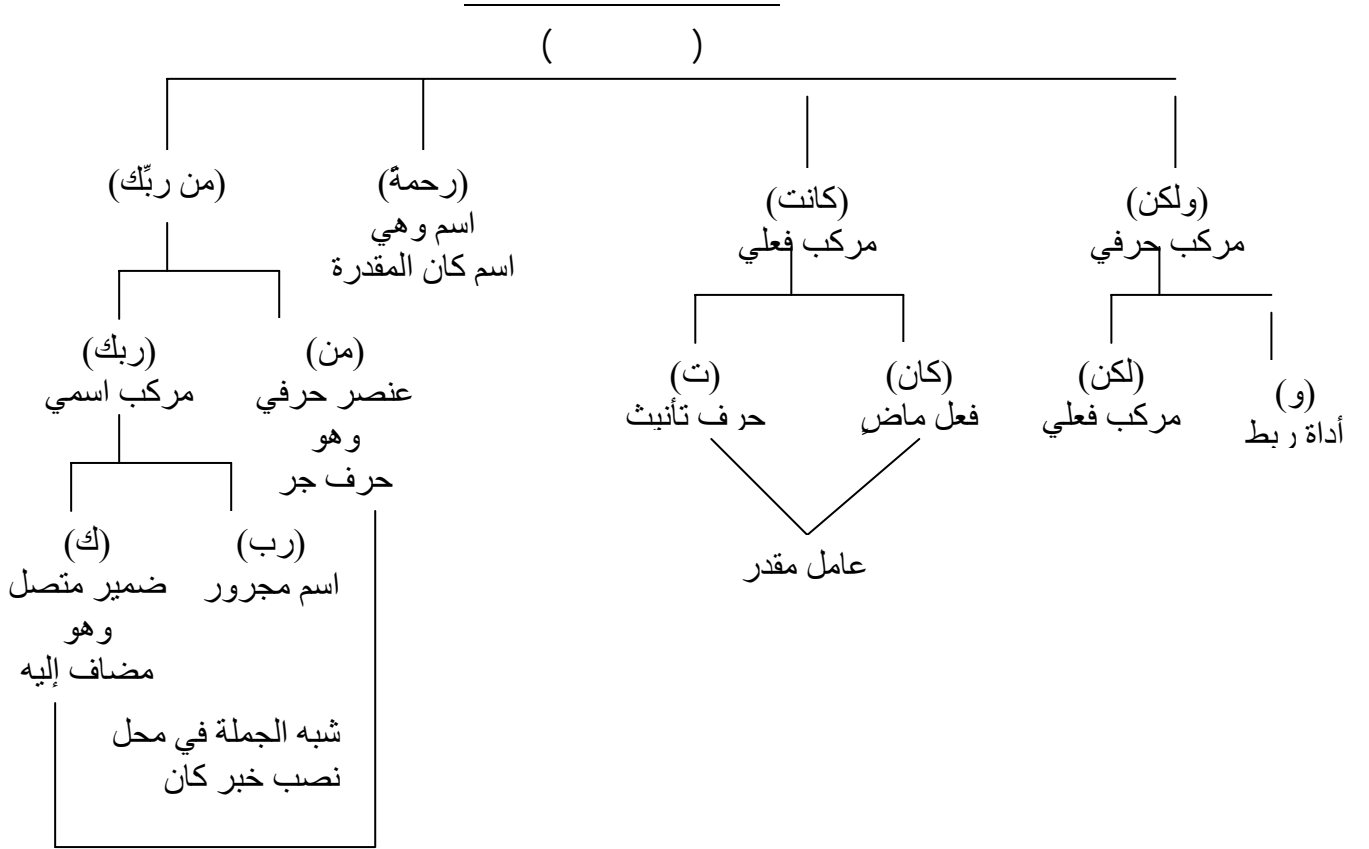 ( )
(ولكن)
مركب حرفي
(كانت)
مركب فعلي
(رحمةً)
اسم وهي
اسم كان المقدرة
(من ربِّك)
(و)
أداة ربط
(لكن)
مركب فعلي
(كان)
فعل ماضٍ
(ت)
حرف تأنيث
عامل مقدر
(من)
عنصر حرفي
وهو
حرف جر
(ربك)
مركب اسمي
(رب)
اسم مجرور
(ك)
ضمير متصل
وهو
مضاف إليه
شبه الجملة في محل
نصب خبر كان